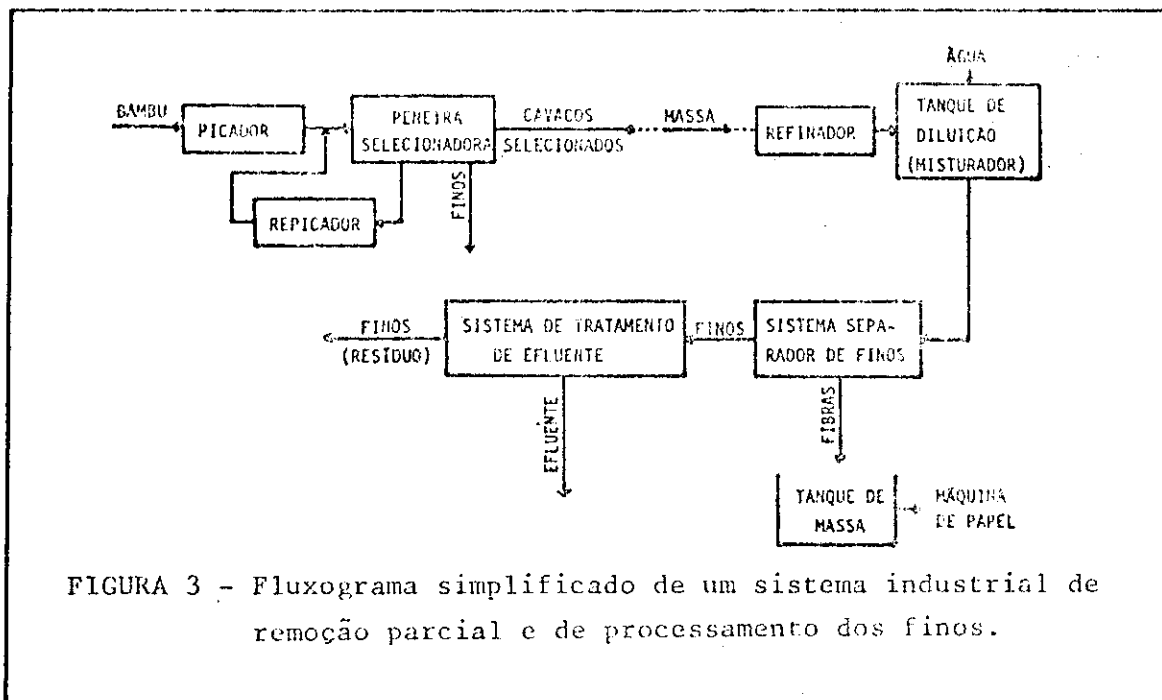 BAMBU
PICADOR
REPICADOR
PENEIRA
SELECIONADORA
FINOS
CAVACOS
SELECIONADOS
MASSA
REFINADOR
ÁGUA
TANQUE DE
DILUIÇÃO
(MISTURADOR)
SISTEMA SEPA-
RADOR DE FINOS
FINOS
SISTEMA DE TRATAMENTO
DE EFLUENTE
FINOS
(RESÍDUO)
EFLUENTE
FIBRAS
TANQUE DE
MASSA
MÁQUINA
DE PAPEL
FIGURA 3 - Fluxograma simplificado de um sistema industrial de
remoção parcial e de processamento dos finos.